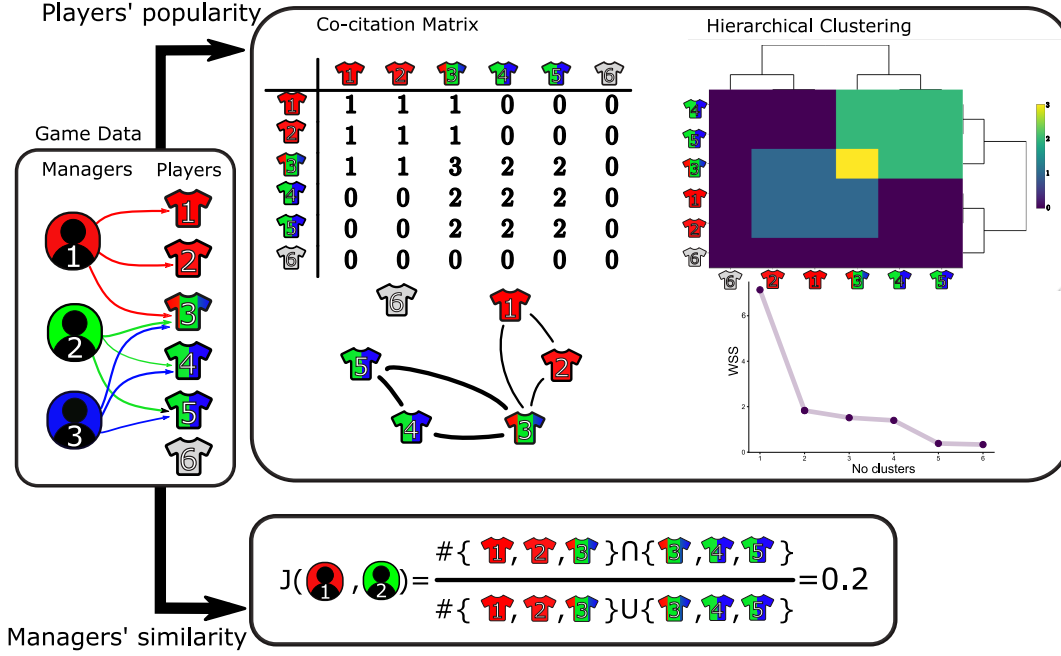 Players' popularity
Co-citation Matrix
Hierarchical Clustering
1 2 3 4 5 6
1 1 1 1 0 0 0
2 1 1 1 0 0 0
3 1 1 3 2 2 0
4 0 0 2 2 2 0
5 0 0 2 2 2 0
6 0 0 0 0 0 0
Game Data
Managers Players
1
2
3
1
2
3
4
5
6
4
5
3
1
2
6
6 2 1 3 4 5
3
2
1
0
6
1
5
2
4
3
WSS
6
4
2
0
1 2 3 4 5 6
No clusters
J(1,2)= #{1,2,3}∩{3,4,5} =0.2
#{1,2,3}∪{3,4,5}
Managers' similarity